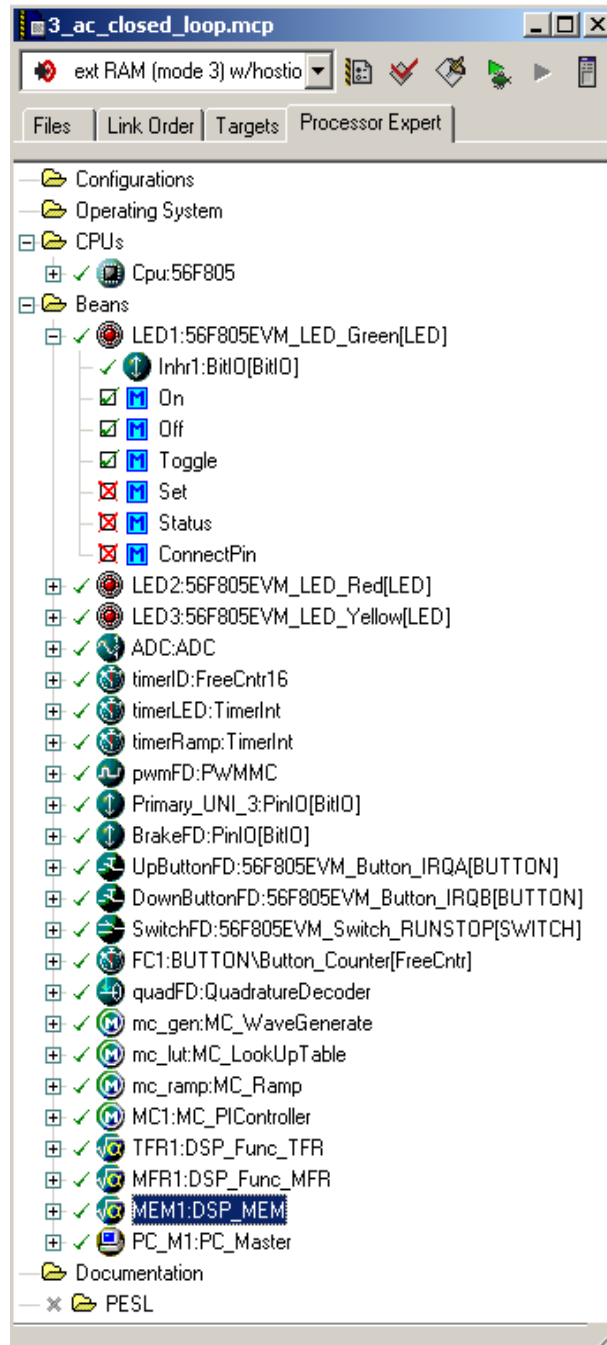 3_ac_closed_loop.mcp
ext RAM (mode 3) w/hostio
Files Link Order Targets Processor Expert
Configurations
Operating System
CPUs
Cpu:56F805
Beans
LED1:56F805EVM_LED_Green[LED]
Inhr1:BitIO[BitIO]
M On
M Off
M Toggle
M Set
M Status
M ConnectPin
LED2:56F805EVM_LED_Red[LED]
LED3:56F805EVM_LED_Yellow[LED]
ADC:ADC
timerID:FreeCntr16
timerLED:TimerInt
timerRamp:TimerInt
pwmFD:PWMMC
Primary_UNI_3:PinIO[BitIO]
BrakeFD:PinIO[BitIO]
UpButtonFD:56F805EVM_Button_IRQA[BUTTON]
DownButtonFD:56F805EVM_Button_IRQB[BUTTON]
SwitchFD:56F805EVM_Switch_RUNSTOP[SWITCH]
FC1:BUTTON\Button_Counter[FreeCntr]
quadFD:QuadratureDecoder
mc_gen:MC_WaveGenerate
mc_lut:MC_LookUpTable
mc_ramp:MC_Ramp
MC1:MC_PIController
TFR1:DSP_Func_TFR
MFR1:DSP_Func_MFR
MEM1:DSP_MEM
PC_M1:PC_Master
Documentation
PESL